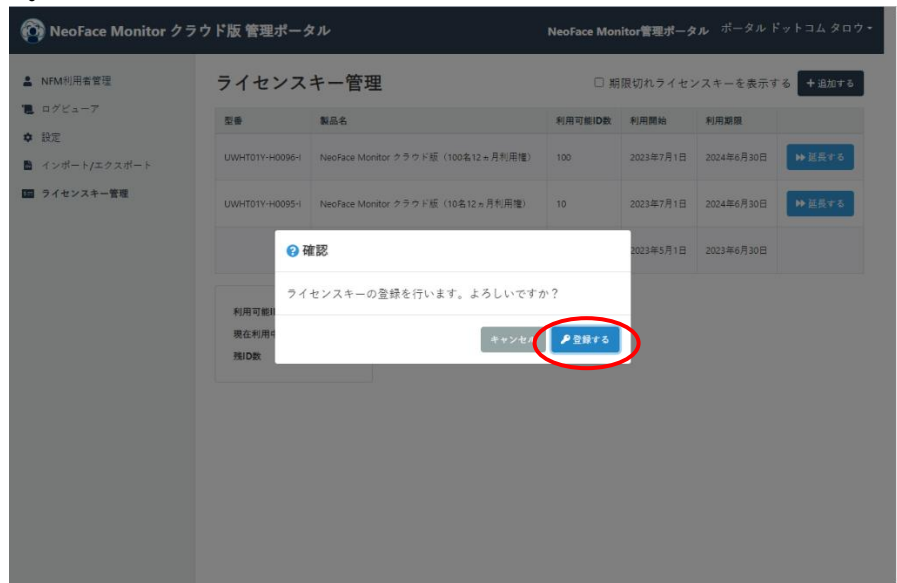 NeoFace Monitor クラウド版 管理ポータル
NeoFace Monitor管理ポータル ポータル ドットコム タロウ
NFM利用者管理
ログビューア
設定
インポート/エクスポート
ライセンスキー管理
ライセンスキー管理
期限切れライセンスキーを表示する
追加する
型番 製品名 利用可能ID数 利用開始 利用期限
UWHT01Y-H0096-I NeoFace Monitor クラウド版（100名12ヵ月利用権） 100 2023年7月1日 2024年6月30日 延長する
UWHT01Y-H0095-I NeoFace Monitor クラウド版（10名12ヵ月利用権） 10 2023年7月1日 2024年6月30日 延長する
2023年5月1日 2023年6月30日
確認
ライセンスキーの登録を行います。よろしいですか？
キャンセル 登録する
利用可能
現在利用
残ID数